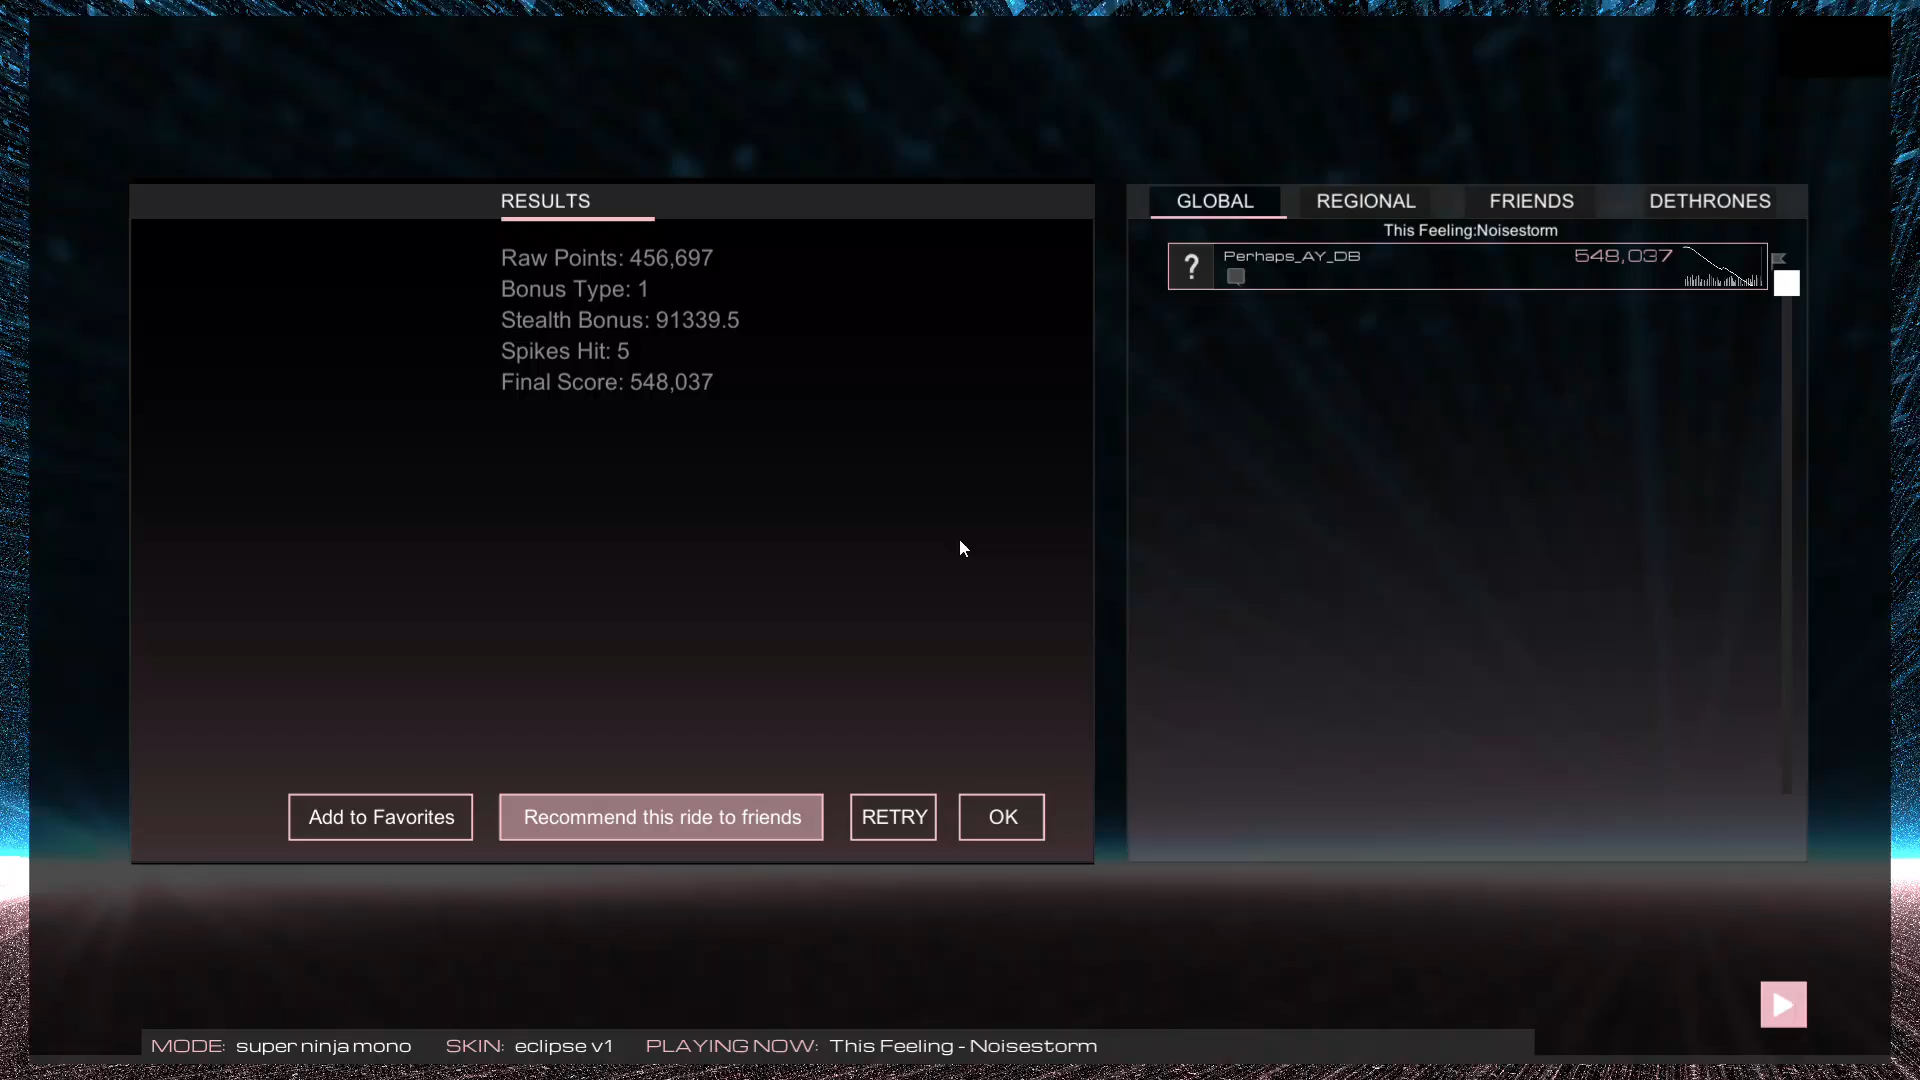 RESULTS
Raw Points: 456,697
Bonus Type: 1
Stealth Bonus: 91339.5
Spikes Hit: 5
Final Score: 548,037
Add to Favorites
Recommend this ride to friends
RETRY
OK
GLOBAL REGIONAL FRIENDS DETHRONES
This Feeling:Noisestorm
? Perhaps_AY_DB 548,037
MODE: super ninja mono SKIN: eclipse v1 PLAYING NOW: This Feeling - Noisestorm